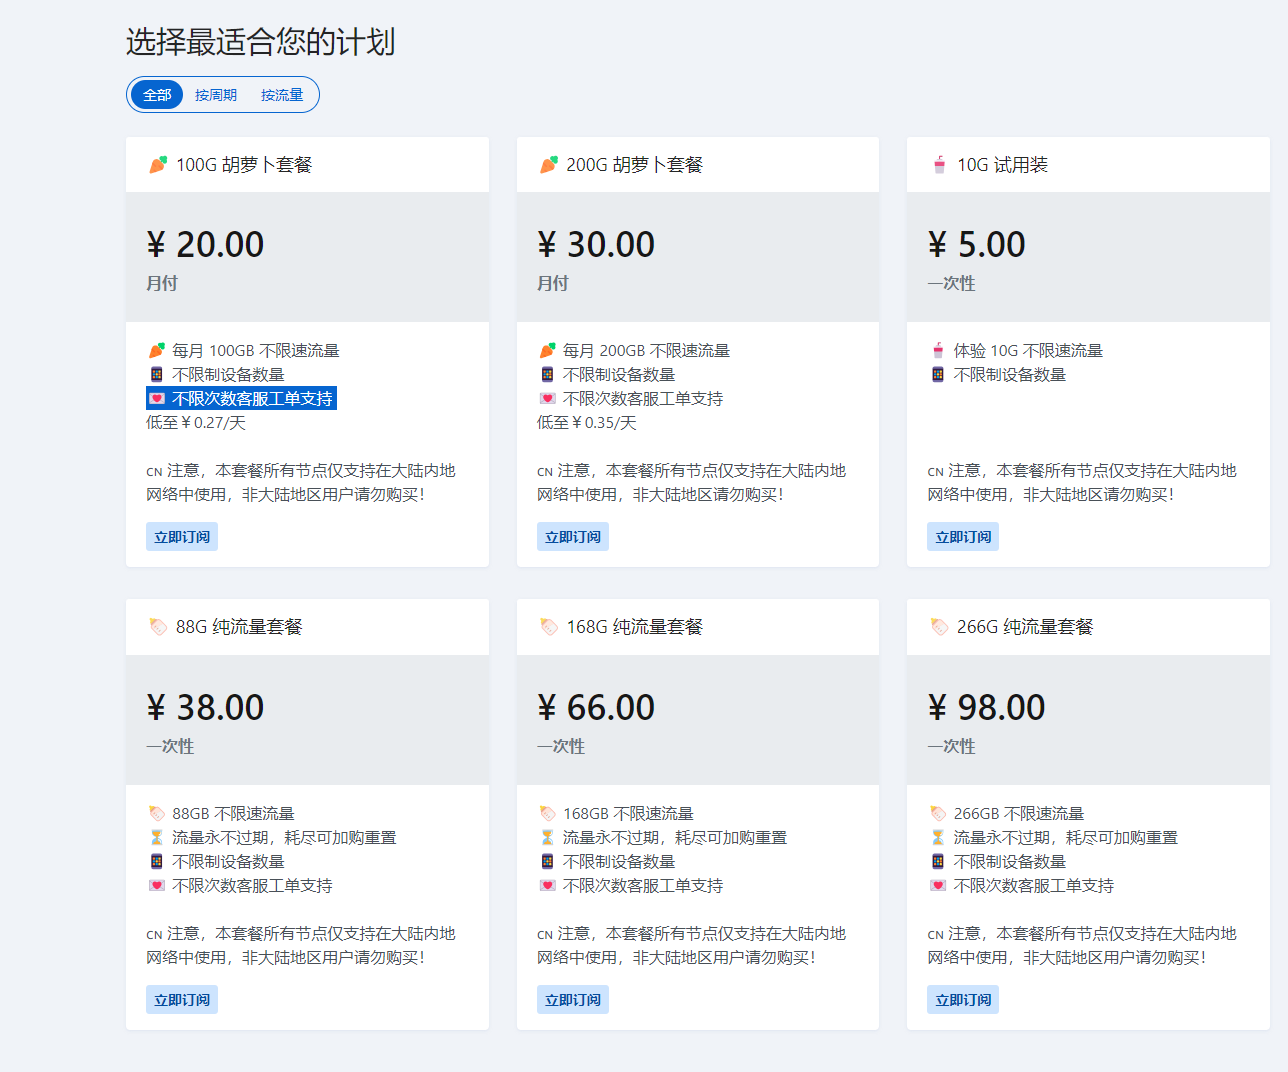 选择最适合您的计划
全部 按周期 按流量
100G 胡萝卜套餐
¥ 20.00
月付
每月 100GB 不限速流量
不限制设备数量
不限次数客服工单支持
低至￥0.27/天
CN 注意，本套餐所有节点仅支持在大陆内地
网络中使用，非大陆地区用户请勿购买！
立即订阅
200G 胡萝卜套餐
¥ 30.00
月付
每月 200GB 不限速流量
不限制设备数量
不限次数客服工单支持
低至￥0.35/天
CN 注意，本套餐所有节点仅支持在大陆内地
网络中使用，非大陆地区请勿购买！
立即订阅
10G 试用装
¥ 5.00
一次性
体验 10G 不限速流量
不限制设备数量
CN 注意，本套餐所有节点仅支持在大陆内地
网络中使用，非大陆地区请勿购买！
立即订阅
88G 纯流量套餐
¥ 38.00
一次性
88GB 不限速流量
流量永不过期，耗尽可加购重置
不限制设备数量
不限次数客服工单支持
CN 注意，本套餐所有节点仅支持在大陆内地
网络中使用，非大陆地区用户请勿购买！
立即订阅
168G 纯流量套餐
¥ 66.00
一次性
168GB 不限速流量
流量永不过期，耗尽可加购重置
不限制设备数量
不限次数客服工单支持
CN 注意，本套餐所有节点仅支持在大陆内地
网络中使用，非大陆地区用户请勿购买！
立即订阅
266G 纯流量套餐
¥ 98.00
一次性
266GB 不限速流量
流量永不过期，耗尽可加购重置
不限制设备数量
不限次数客服工单支持
CN 注意，本套餐所有节点仅支持在大陆内地
网络中使用，非大陆地区用户请勿购买！
立即订阅